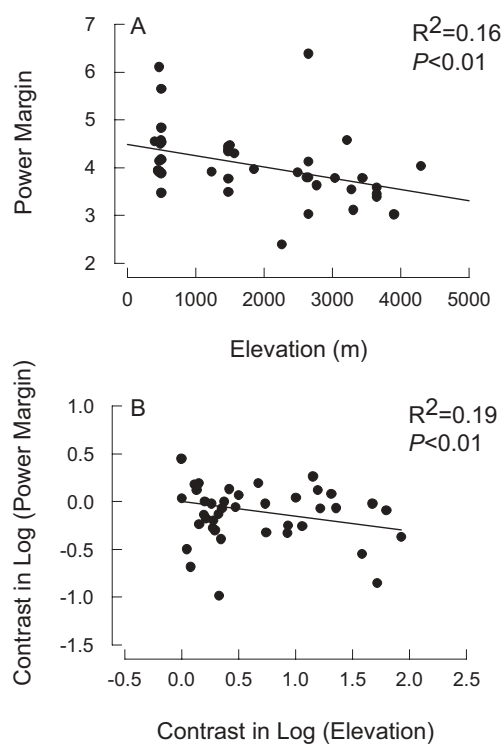 A
R²=0.16
P<0.01
7
6
5
4
3
2
Power Margin
0 1000 2000 3000 4000 5000
Elevation (m)
B
R²=0.19
P<0.01
1.0
0.5
0.0
-0.5
-1.0
-1.5
Contrast in Log (Power Margin)
-0.5 0.0 0.5 1.0 1.5 2.0 2.5
Contrast in Log (Elevation)